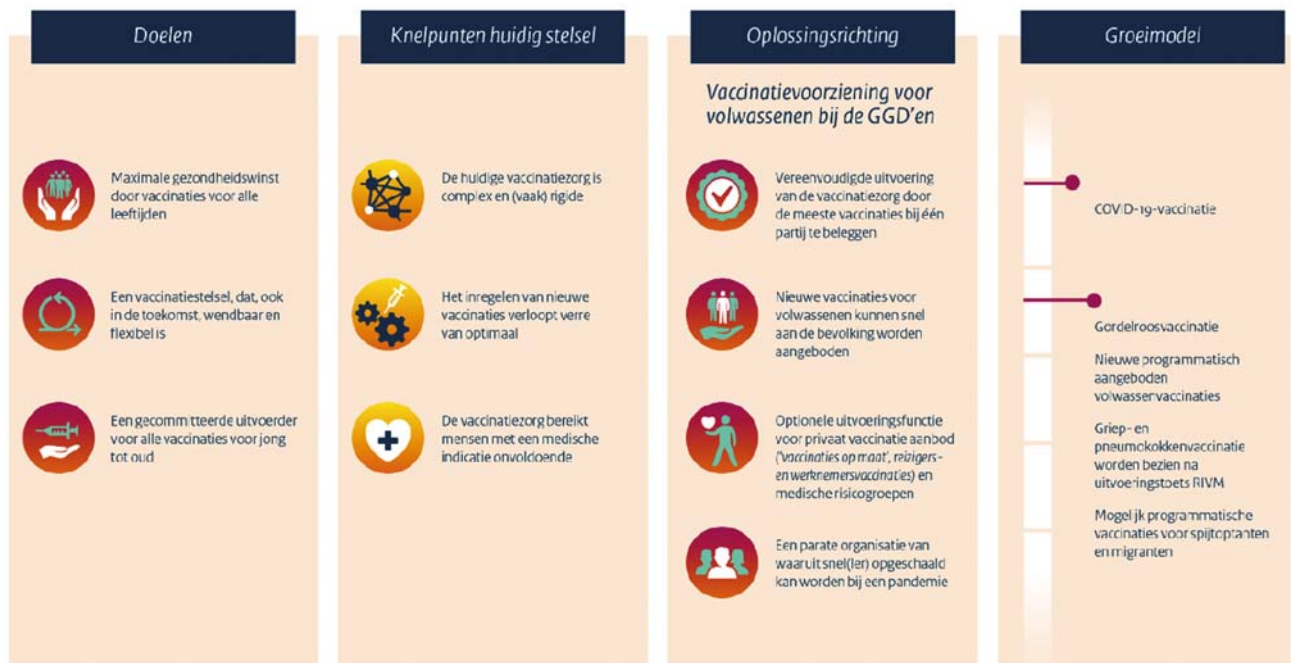 Doelen
Maximale gezondheidswinst
door vaccinaties voor alle
leeftijden
Een vaccinatiestelsel, dat, ook
in de toekomst, wendbaar en
flexibel is
Een gecommitteerde uitvoerder
voor alle vaccinaties voor jong
tot oud
Knelpunten huidig stelsel
De huidige vaccinatiezorg is
complex en (vaak) rigide
Het inregelen van nieuwe
vaccinaties verloopt verre
van optimaal
De vaccinatiezorg bereikt
mensen met een medische
indicatie onvoldoende
Oplossingsrichting
Vaccinatievoorziening voor
volwassenen bij de GGD'en
Vereenvoudigde uitvoering
van de vaccinatiezorg door
de meeste vaccinaties bij één
partij te beleggen
Nieuwe vaccinaties voor
volwassenen kunnen snel
aan de bevolking worden
aangeboden
Optionele uitvoeringsfunctie
voor privaat vaccinatie aanbod
('vaccinaties op maat', reizigers-
en werknemersvaccinaties) en
medische risicogroepen
Een parate organisatie van
waaruit snel(ler) opgeschaald
kan worden bij een pandemie
Groeimodel
COVID-19-vaccinatie
Gordelroosvaccinatie
Nieuwe programmatisch
aangeboden
volwassenvaccinaties
Griep- en
pneumokokkenvaccinatie
worden bezien na
uitvoeringstoets RIVM
Mogelijk programmatische
vaccinaties voor spijtoptanten
en migranten